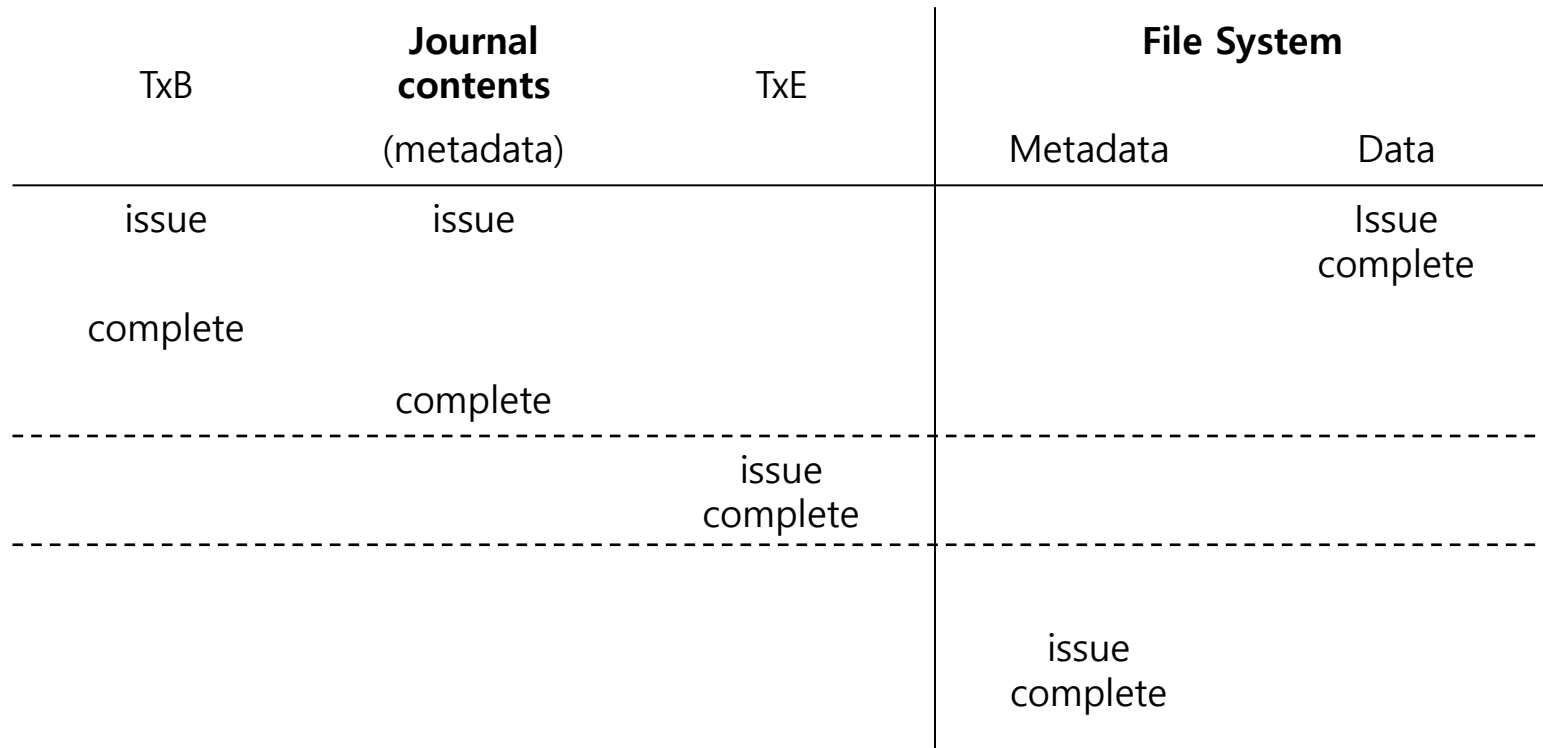 Journal File System
TxB contents TxE
(metadata) Metadata Data
issue issue Issue
complete
complete
complete
issue
complete
issue
complete